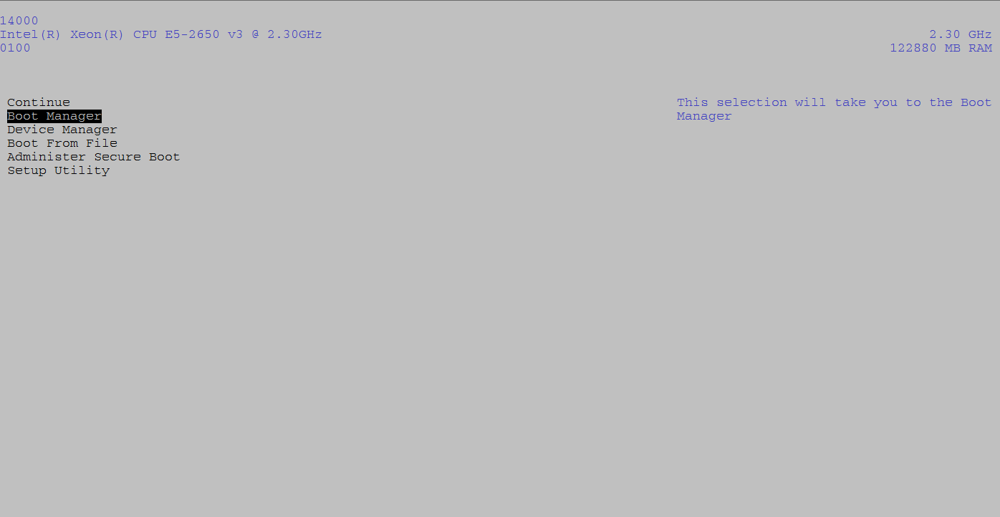 14000
Intel(R) Xeon(R) CPU E5-2650 v3 @ 2.30GHz 2.30 GHz
0100 122880 MB RAM
Continue This selection will take you to the Boot
Boot Manager Manager
Device Manager
Boot From File
Administer Secure Boot
Setup Utility